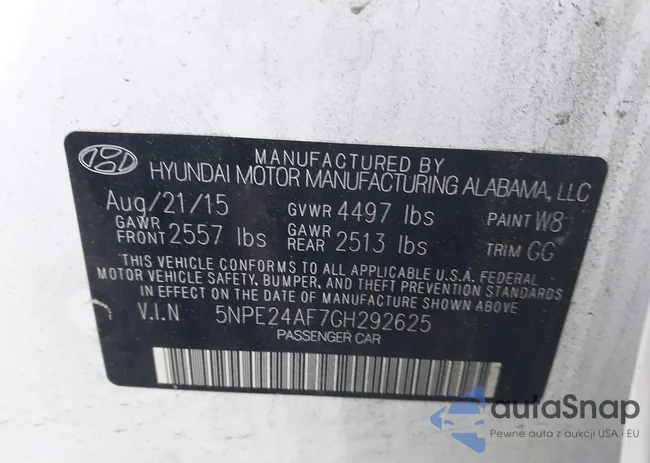 MANUFACTURED BY
HYUNDAI MOTOR MANUFACTURING ALABAMA, LLC
Aug/21/15 GVWR 4497 lbs PAINT W8
GAWR FRONT 2557 lbs GAWR REAR 2513 lbs TRIM GG
THIS VEHICLE CONFORMS TO ALL APPLICABLE U.S.A. FEDERAL
MOTOR VEHICLE SAFETY, BUMPER, AND THEFT PREVENTION STANDARDS
IN EFFECT ON THE DATE OF MANUFACTURE SHOWN ABOVE
V.I.N 5NPE24AF7GH292625
PASSENGER CAR
autaSnap
Pewne auta z aukcji USA i EU